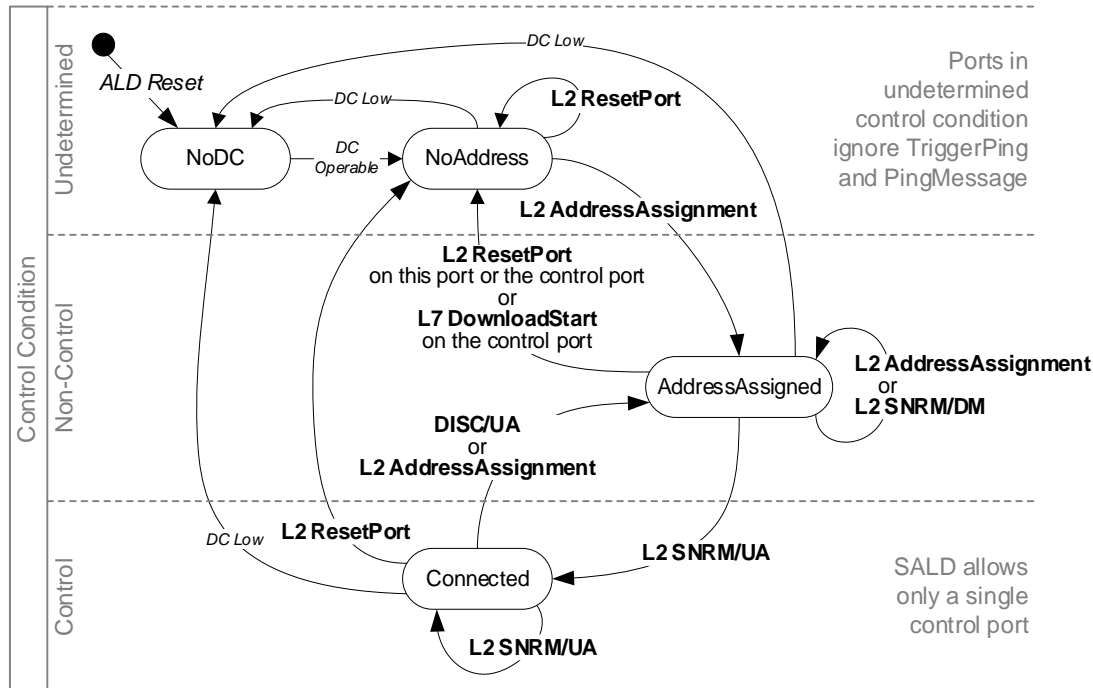 Control Condition
Undetermined
Non-Control
Control
ALD Reset
DC Low
DC Low
L2 ResetPort
NoDC
DC
Operable
NoAddress
Ports in
undetermined
control condition
ignore TriggerPing
and PingMessage
L2 AddressAssignment
L2 ResetPort
on this port or the control port
or
L7 DownloadStart
on the control port
AddressAssigned
L2 AddressAssignment
or
L2 SNRM/DM
DISC/UA
or
L2 AddressAssignment
DC Low
L2 ResetPort
L2 SNRM/UA
Connected
L2 SNRM/UA
SALD allows
only a single
control port